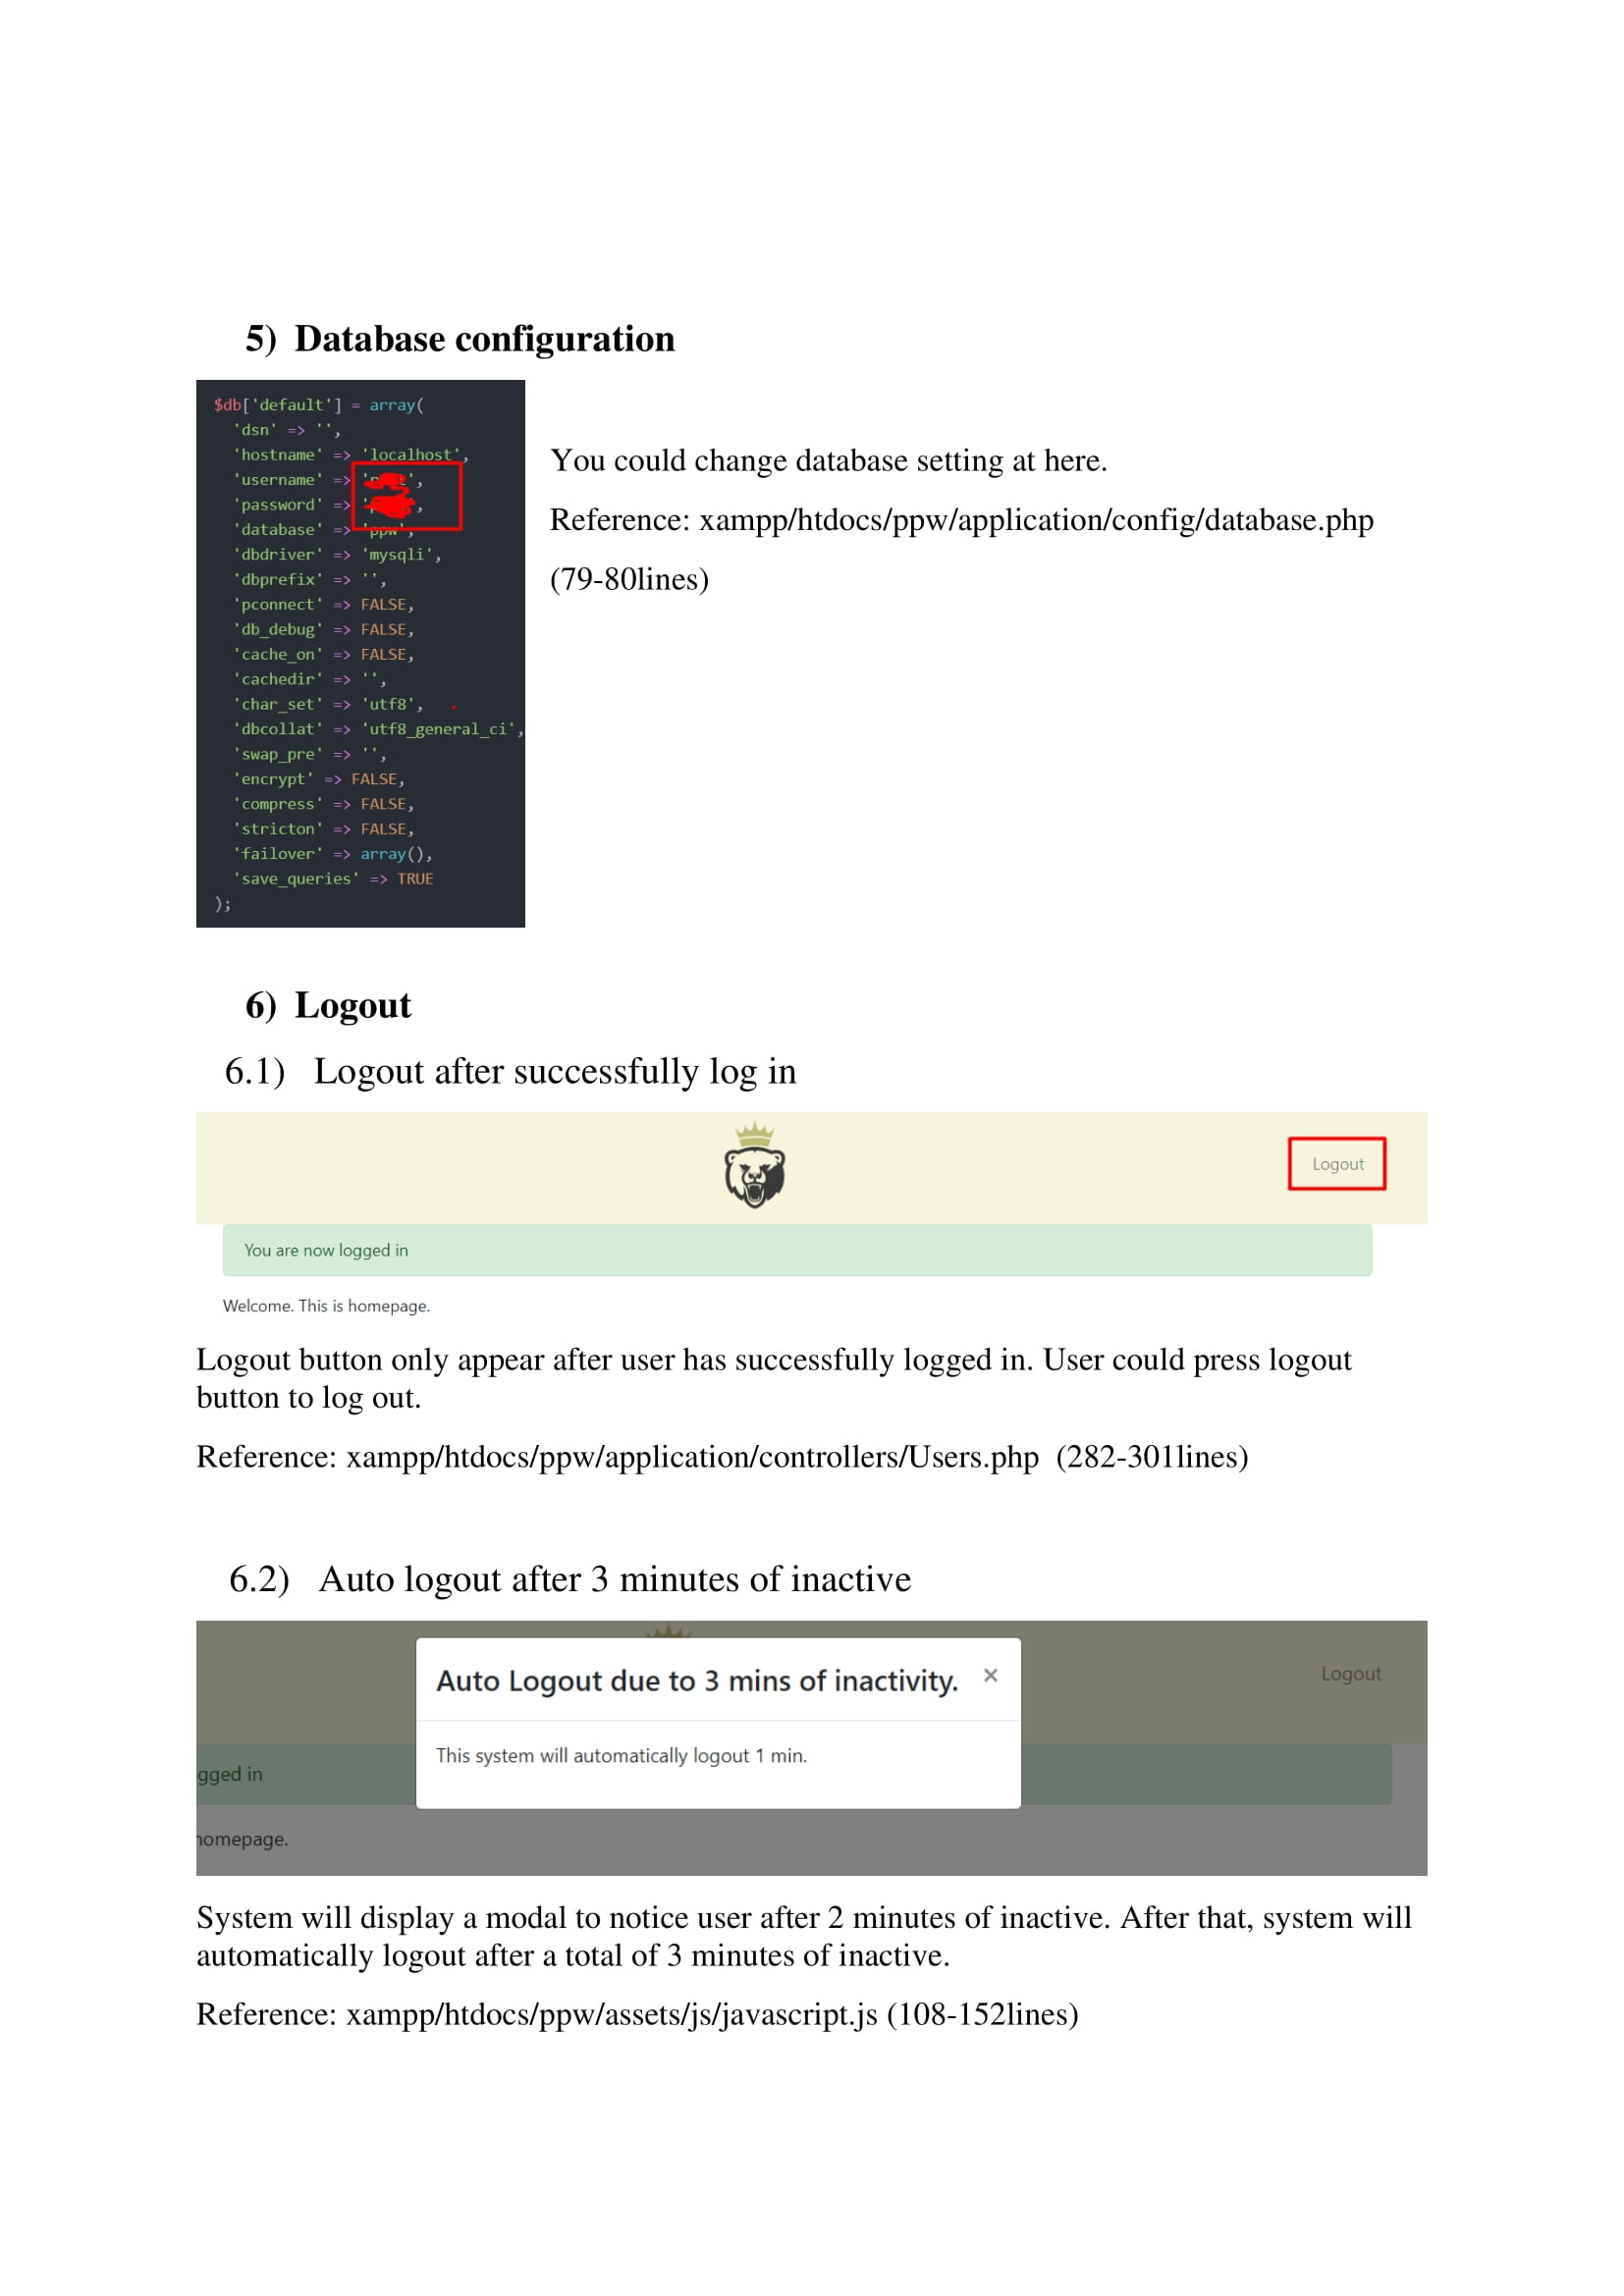 5) Database configuration
$db['default'] = array(
'dsn' => '',
'hostname' => 'localhost',
'username' =>
'password' =>
'database' => 'ppw',
'dbdriver' => 'mysqli',
'dbprefix' => '',
'pconnect' => FALSE,
'db_debug' => FALSE,
'cache_on' => FALSE,
'cachedir' => '',
'char_set' => 'utf8',
'dbcollat' => 'utf8_general_ci',
'swap_pre' => '',
'encrypt' => FALSE,
'compress' => FALSE,
'stricton' => FALSE,
'failover' => array(),
'save_queries' => TRUE
);
You could change database setting at here.
Reference: xampp/htdocs/ppw/application/config/database.php
(79-80lines)
6) Logout
6.1) Logout after successfully log in
Logout
You are now logged in
Welcome. This is homepage.
Logout button only appear after user has successfully logged in. User could press logout
button to log out.
Reference: xampp/htdocs/ppw/application/controllers/Users.php (282-301lines)
6.2) Auto logout after 3 minutes of inactive
Auto Logout due to 3 mins of inactivity. ×
Logout
This system will automatically logout 1 min.
gged in
homepage.
System will display a modal to notice user after 2 minutes of inactive. After that, system will
automatically logout after a total of 3 minutes of inactive.
Reference: xampp/htdocs/ppw/assets/js/javascript.js (108-152lines)